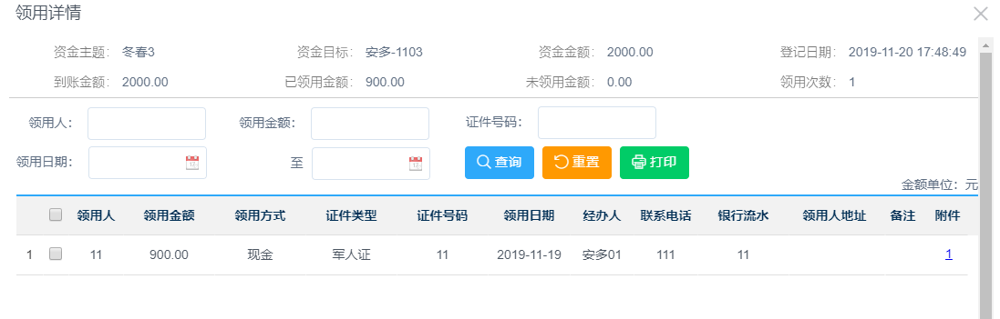 领用详情
资金主题: 冬春3 资金目标: 安多-1103 资金金额: 2000.00 登记日期: 2019-11-20 17:48:49
到账金额: 2000.00 已领用金额: 900.00 未领用金额: 0.00 领用次数: 1
领用人: 领用金额: 证件号码:
领用日期: 至 查询 重置 打印
金额单位：元
领用人 领用金额 领用方式 证件类型 证件号码 领用日期 经办人 联系电话 银行流水 领用人地址 备注 附件
1 11 900.00 现金 军人证 11 2019-11-19 安多01 111 11 1